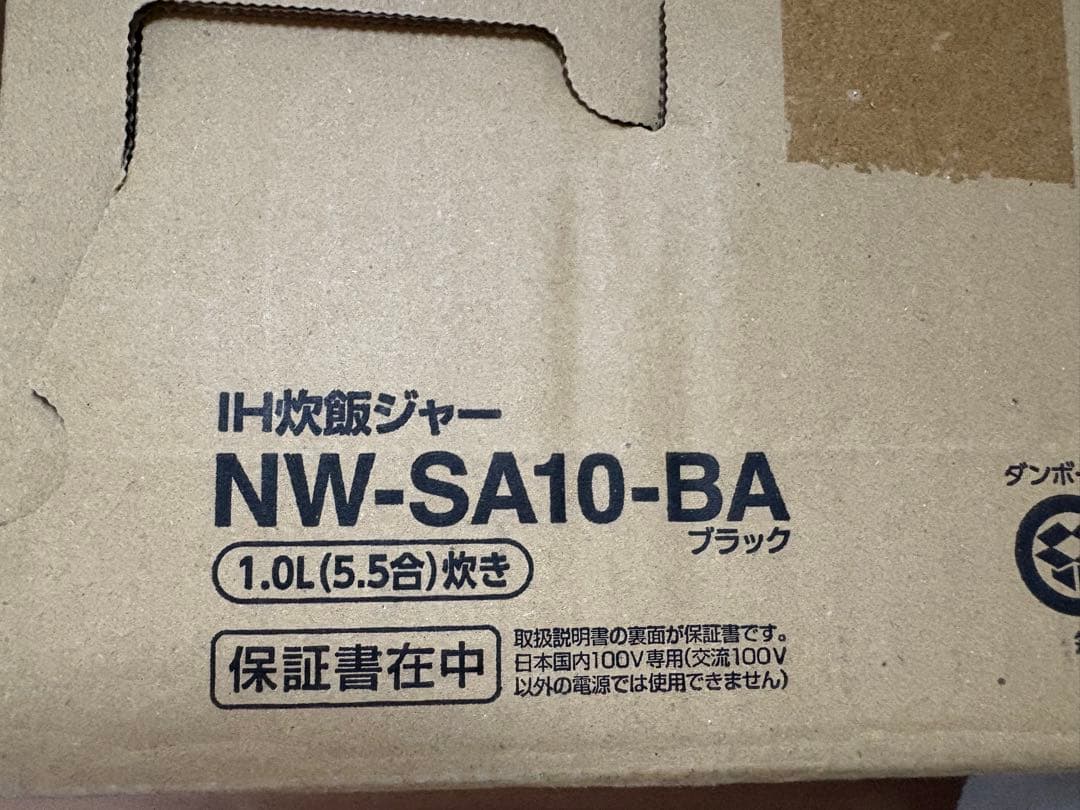 IH炊飯ジャー
NW-SA10-BA
ブラック
1.0L(5.5合)炊き
保証書在中
取扱説明書の裏面が保証書です。
日本国内100V専用(交流100V
以外の電源では使用できません)
ダンボー